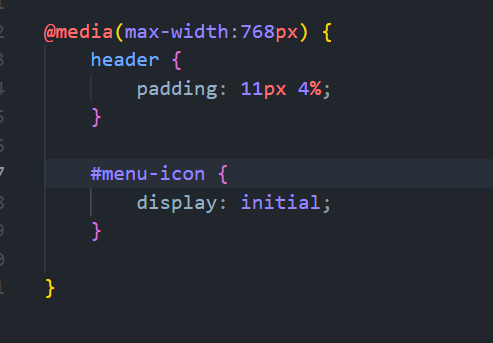 @media(max-width:768px) {
header {
padding: 11px 4%;
}
#menu-icon {
display: initial;
}
}